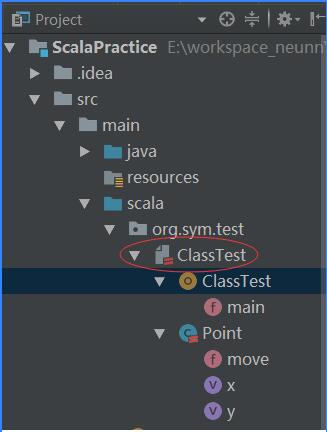 Project
ScalaPractice E:\workspace_neunn\
.idea
src
main
java
resources
scala
org.sym.test
ClassTest
O ClassTest
f main
C Point
f move
v x
v y